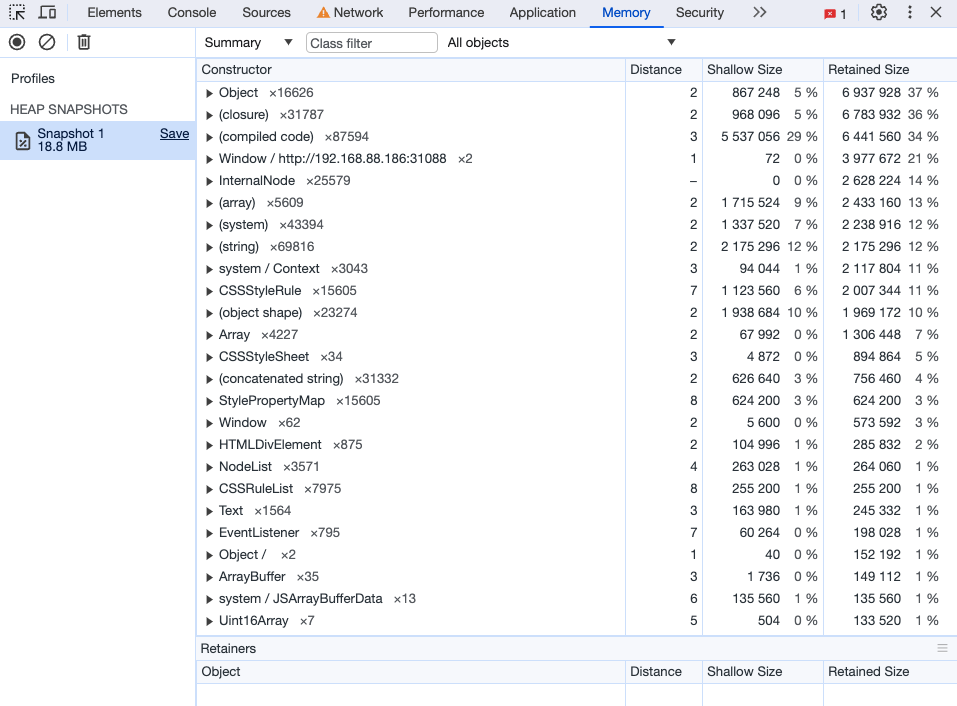 Elements Console Sources Network Performance Application Memory Security 1
Summary Class filter All objects
Profiles
HEAP SNAPSHOTS
Snapshot 1 Save
18.8 MB
Constructor Distance Shallow Size Retained Size
Object ×16626 2 867 248 5 % 6 937 928 37 %
(closure) ×31787 2 968 096 5 % 6 783 932 36 %
(compiled code) ×87594 3 5 537 056 29 % 6 441 560 34 %
Window / http://192.168.88.186:31088 ×2 1 72 0 % 3 977 672 21 %
InternalNode ×25579 – 0 0 % 2 628 224 14 %
(array) ×5609 2 1 715 524 9 % 2 433 160 13 %
(system) ×43394 2 1 337 520 7 % 2 238 916 12 %
(string) ×69816 2 2 175 296 12 % 2 175 296 12 %
system / Context ×3043 3 94 044 1 % 2 117 804 11 %
CSSStyleRule ×15605 7 1 123 560 6 % 2 007 344 11 %
(object shape) ×23274 2 1 938 684 10 % 1 969 172 10 %
Array ×4227 2 67 992 0 % 1 306 448 7 %
CSSStyleSheet ×34 3 4 872 0 % 894 864 5 %
(concatenated string) ×31332 2 626 640 3 % 756 460 4 %
StylePropertyMap ×15605 8 624 200 3 % 624 200 3 %
Window ×62 2 5 600 0 % 573 592 3 %
HTMLDivElement ×875 2 104 996 1 % 285 832 2 %
NodeList ×3571 4 263 028 1 % 264 060 1 %
CSSRuleList ×7975 8 255 200 1 % 255 200 1 %
Text ×1564 3 163 980 1 % 245 332 1 %
EventListener ×795 7 60 264 0 % 198 028 1 %
Object / ×2 1 40 0 % 152 192 1 %
ArrayBuffer ×35 3 1 736 0 % 149 112 1 %
system / JSArrayBufferData ×13 6 135 560 1 % 135 560 1 %
Uint16Array ×7 5 504 0 % 133 520 1 %
Retainers
Object Distance Shallow Size Retained Size